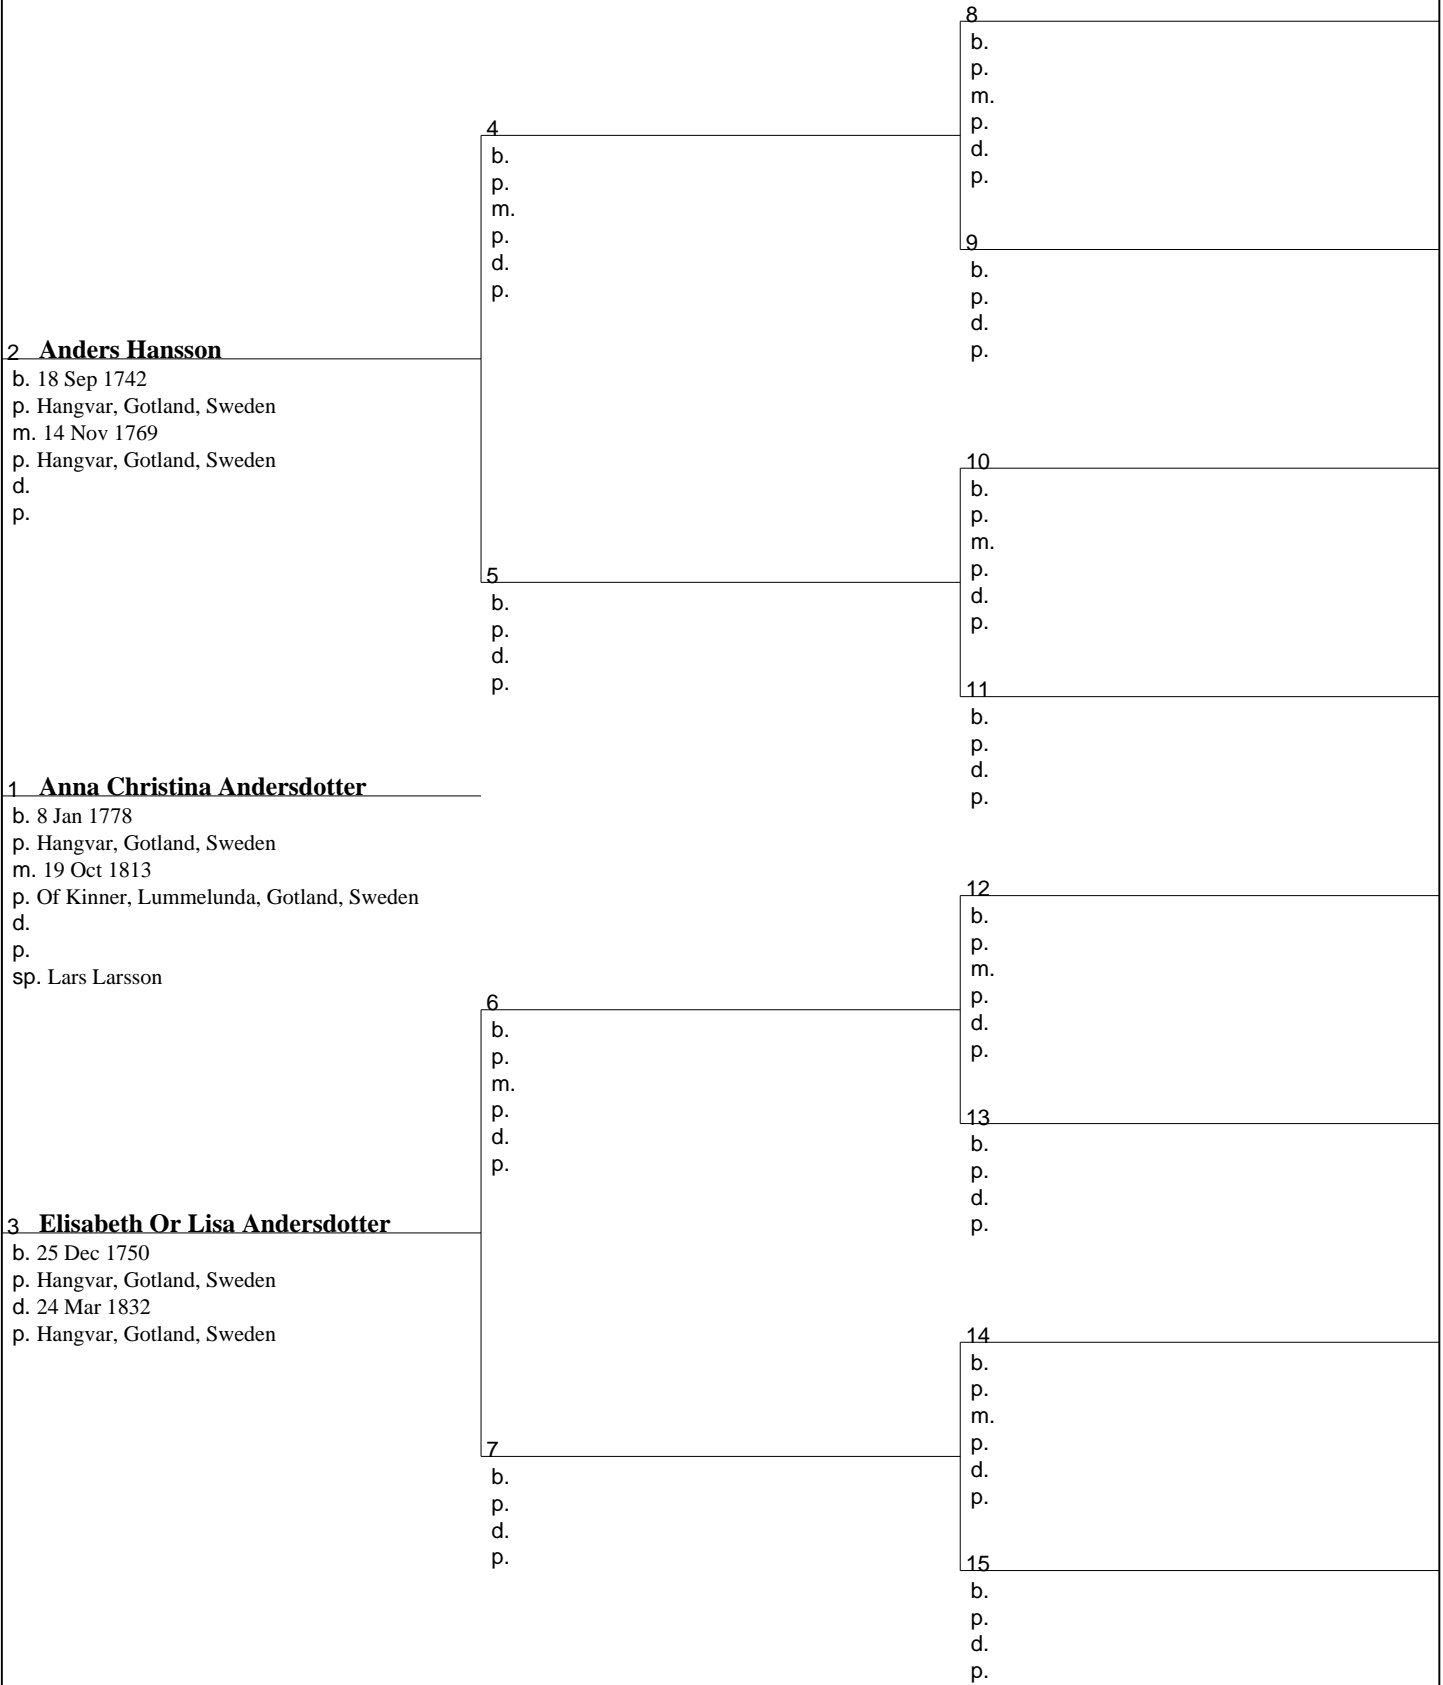 8
b.
p.
m.
p.
d.
p.
4
b.
p.
m.
p.
d.
p.
9
b.
p.
d.
p.
2 Anders Hansson
b. 18 Sep 1742
p. Hangvar, Gotland, Sweden
m. 14 Nov 1769
p. Hangvar, Gotland, Sweden
d.
p.
10
b.
p.
m.
p.
d.
p.
5
b.
p.
d.
p.
11
b.
p.
d.
p.
1 Anna Christina Andersdotter
b. 8 Jan 1778
p. Hangvar, Gotland, Sweden
m. 19 Oct 1813
p. Of Kinner, Lummelunda, Gotland, Sweden
d.
p.
sp. Lars Larsson
12
b.
p.
m.
p.
d.
p.
6
b.
p.
m.
p.
d.
p.
13
b.
p.
d.
p.
3 Elisabeth Or Lisa Andersdotter
b. 25 Dec 1750
p. Hangvar, Gotland, Sweden
d. 24 Mar 1832
p. Hangvar, Gotland, Sweden
14
b.
p.
m.
p.
d.
p.
7
b.
p.
d.
p.
15
b.
p.
d.
p.